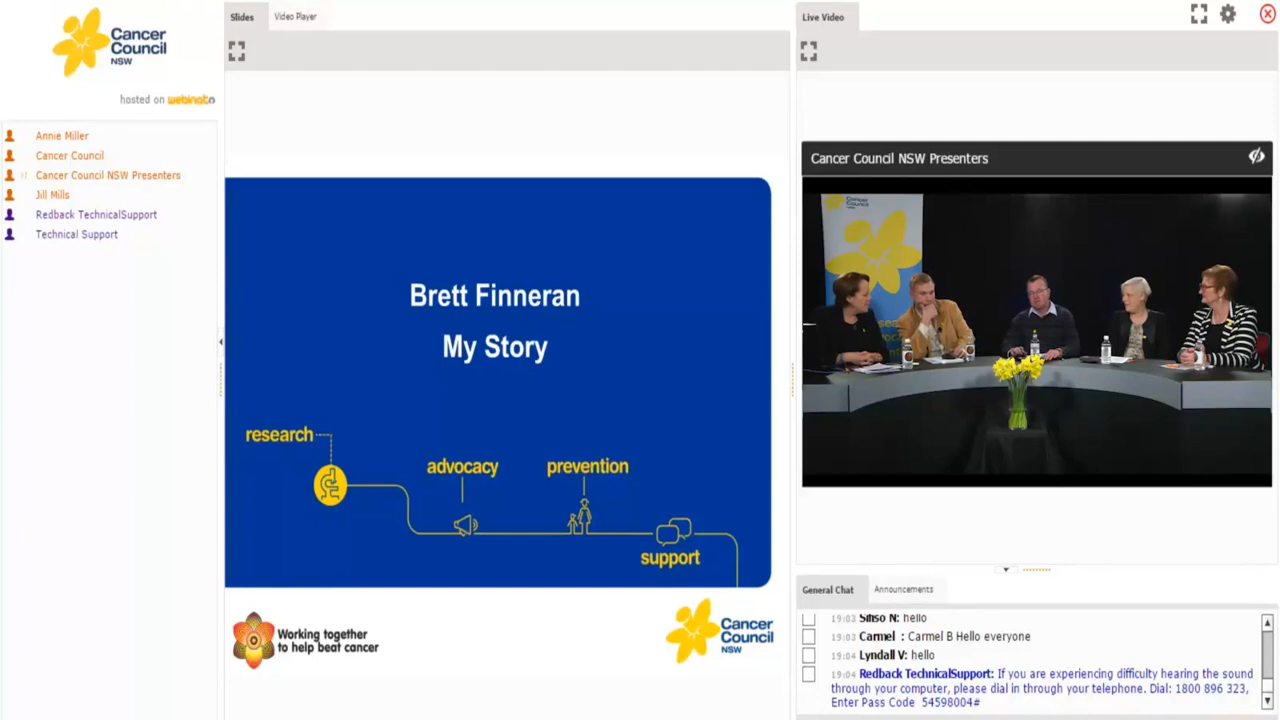 Cancer
Council
NSW
hosted on webinato
Annie Miller
Cancer Council
Cancer Council NSW Presenters
Jill Mills
Redback TechnicalSupport
Technical Support
Slides
Video Player
Brett Finneran
My Story
research
advocacy
prevention
support
Working together
to help beat cancer
Cancer
Council
NSW
Live Video
Cancer Council NSW Presenters
Cancer
Council
General Chat
Announcements
19:03 Sifiso N: hello
19:03 Carmel : Carmel B Hello everyone
19:04 Lyndall V: hello
19:04 Redback TechnicalSupport: If you are experiencing difficulty hearing the sound
through your computer, please dial in through your telephone. Dial: 1800 896 323,
Enter Pass Code 54598004#